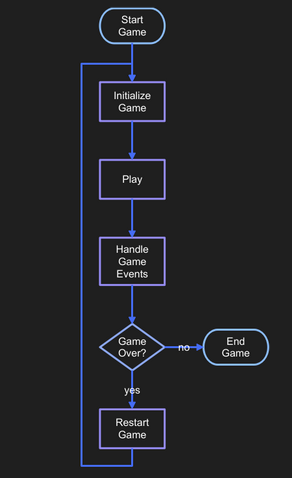 Start
Game
Initialize
Game
Play
Handle
Game
Events
Game
Over?
no
End
Game
yes
Restart
Game